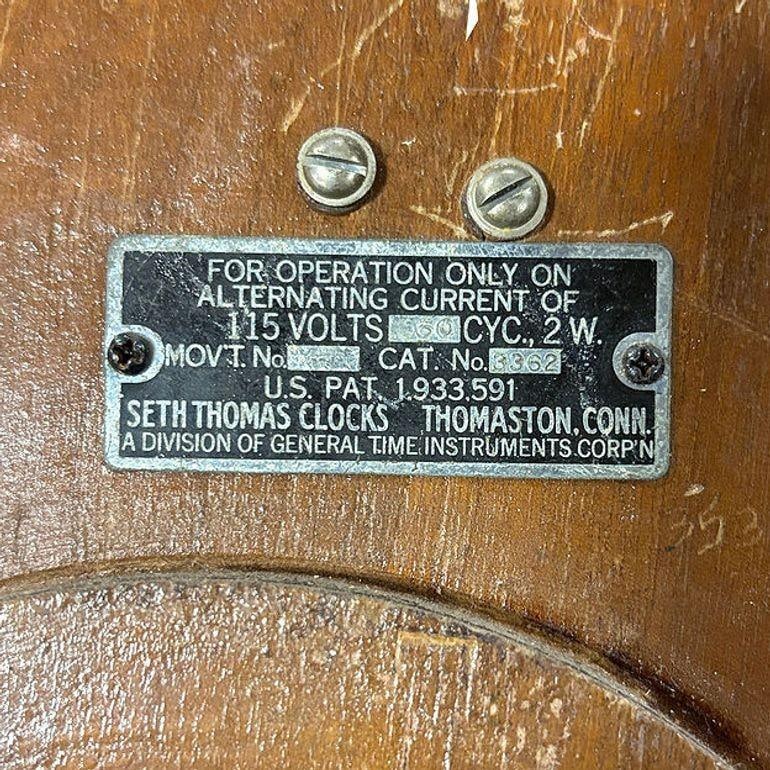 FOR OPERATION ONLY ON
ALTERNATING CURRENT OF
115 VOLTS 60 CYC., 2 W.
MOV'T. No. CAT. No. 3362
U.S. PAT. 1.933.591
SETH THOMAS CLOCKS THOMASTON, CONN.
A DIVISION OF GENERAL TIME INSTRUMENTS CORP'N
353